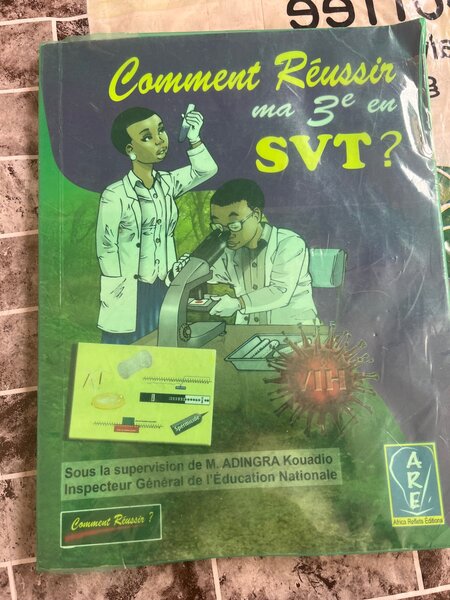 Comment Réussir
ma 3e en
SVT ?
VIH
Spermicide
Sous la supervision de M. ADINGRA Kouadio
Inspecteur Général de l'Éducation Nationale
Comment Réussir ?
ARE
Africa Reflets Editions